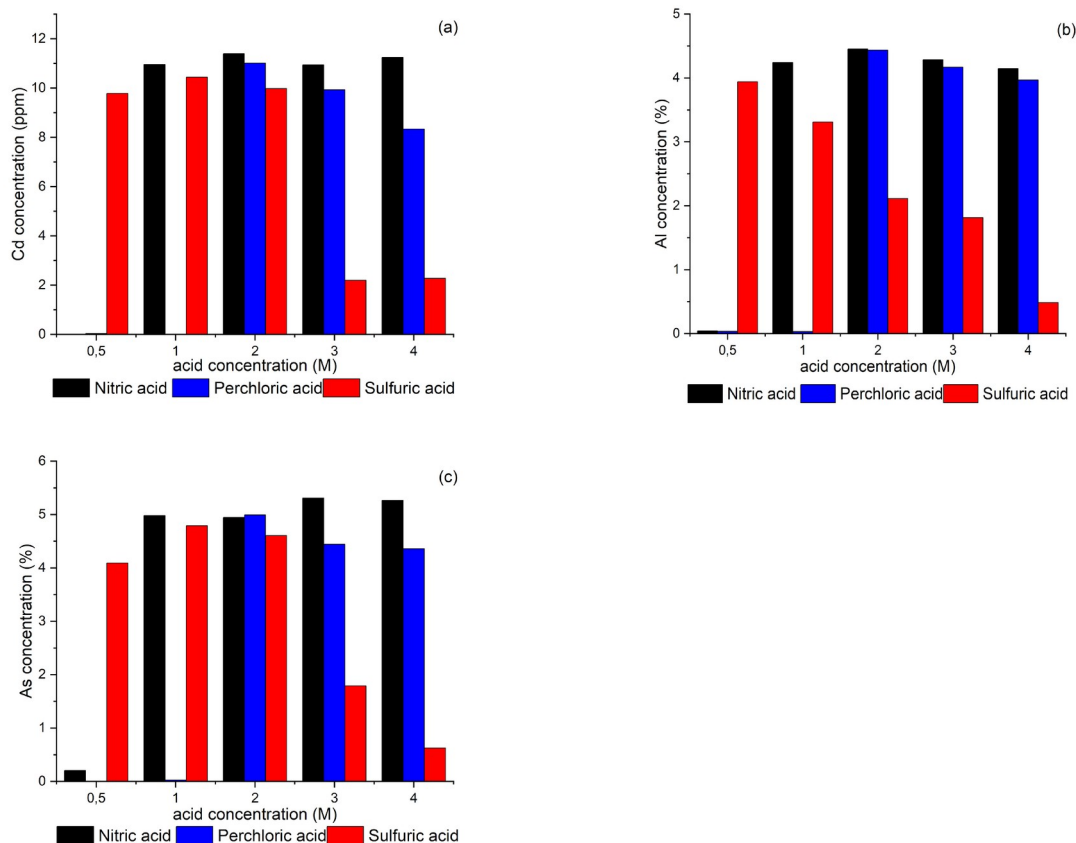 (a)
Cd concentration (ppm)
12
10
8
6
4
2
0
0,5 1 2 3 4
acid concentration (M)
Nitric acid Perchloric acid Sulfuric acid
(b)
Al concentration (%)
5
4
3
2
1
0
0,5 1 2 3 4
acid concentration (M)
Nitric acid Perchloric acid Sulfuric acid
(c)
As concentration (%)
6
5
4
3
2
1
0
0,5 1 2 3 4
acid concentration (M)
Nitric acid Perchloric acid Sulfuric acid